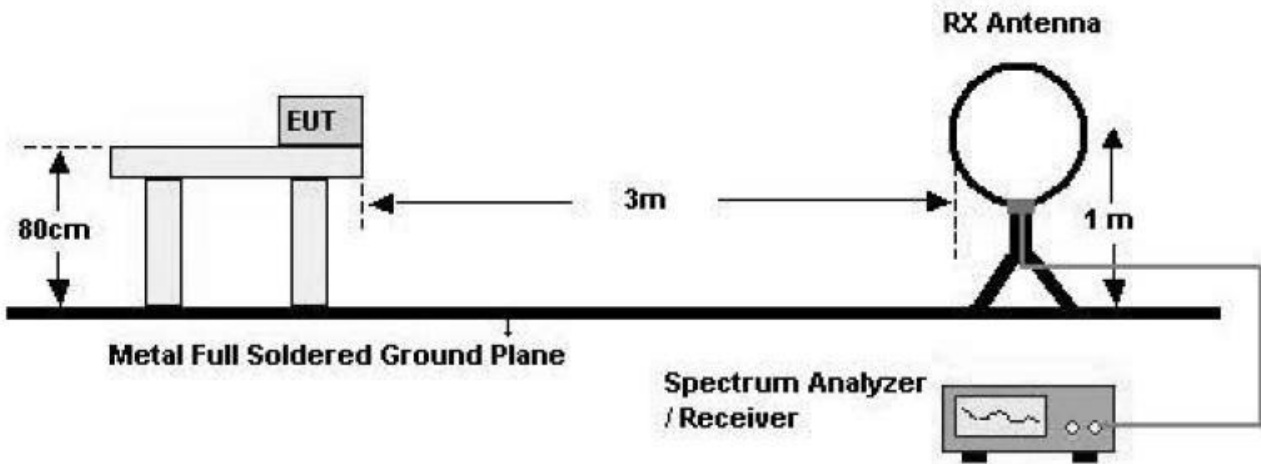 RX Antenna
EUT
80cm
3m
1 m
Metal Full Soldered Ground Plane
Spectrum Analyzer
/ Receiver